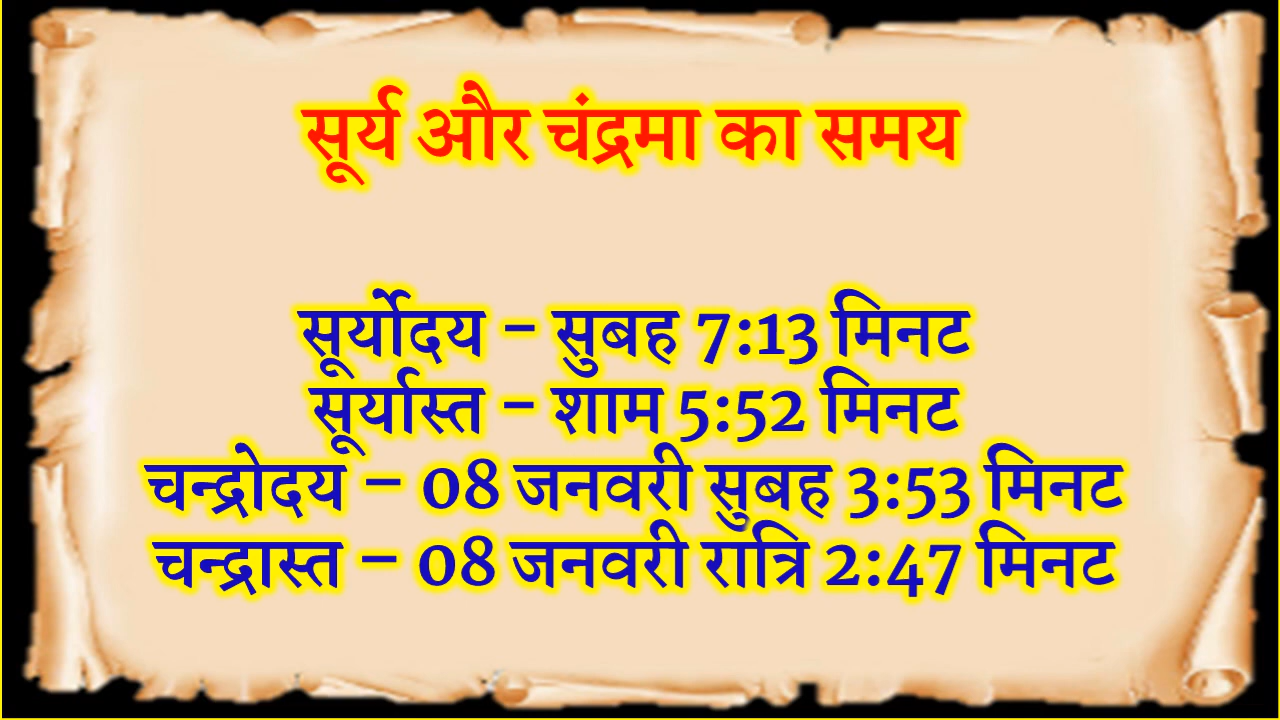 सूर्य और चंद्रमा का समय
सूर्योदय – सुबह 7:13 मिनट
सूर्यास्त – शाम 5:52 मिनट
चन्द्रोदय – 08 जनवरी सुबह 3:53 मिनट
चन्द्रास्त – 08 जनवरी रात्रि 2:47 मिनट